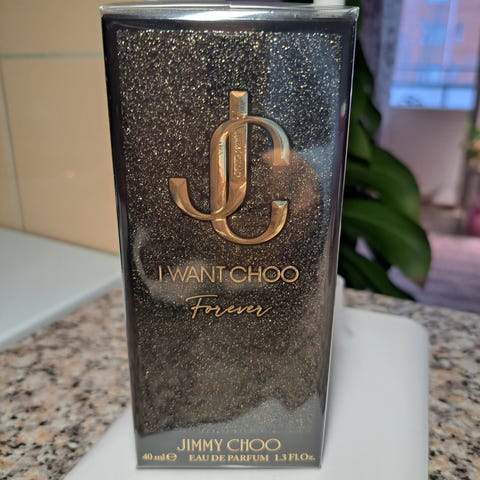 JC
I WANT CHOO
Forever
JIMMY CHOO
40 ml ℮ EAU DE PARFUM 1.3 Fl.Oz.